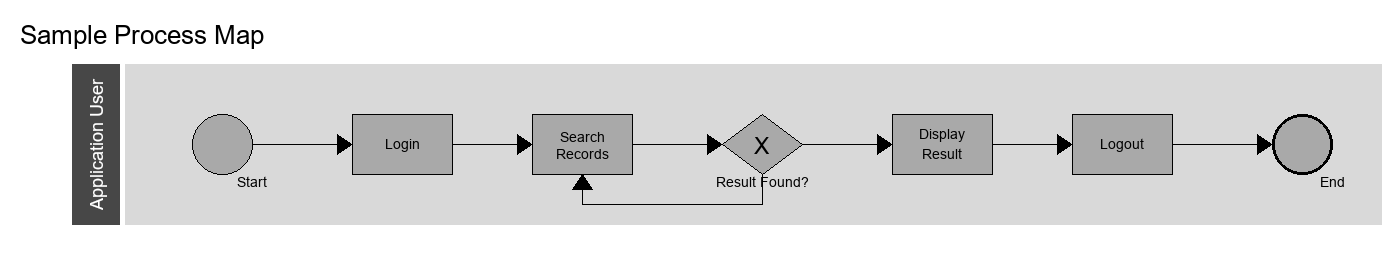 Sample Process Map
Application User
Start
Login
Search
Records
X
Result Found?
Display
Result
Logout
End